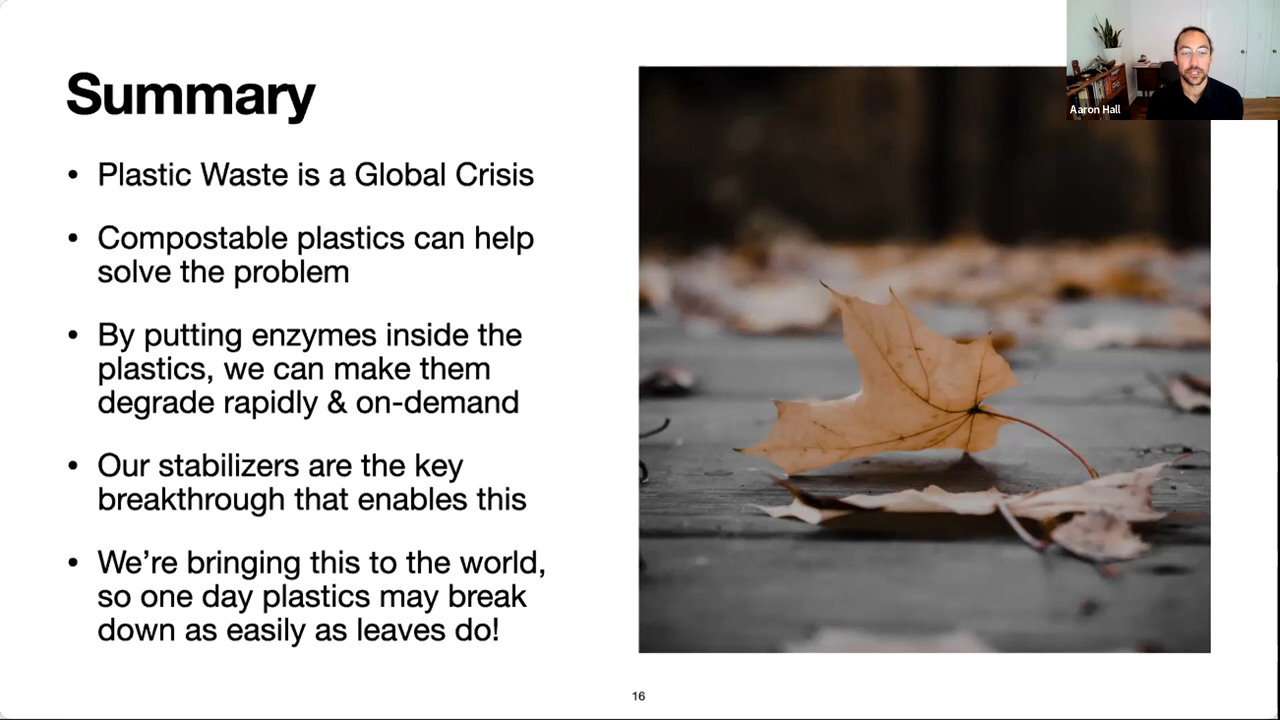 Summary
• Plastic Waste is a Global Crisis
• Compostable plastics can help
solve the problem
• By putting enzymes inside the
plastics, we can make them
degrade rapidly & on-demand
• Our stabilizers are the key
breakthrough that enables this
• We’re bringing this to the world,
so one day plastics may break
down as easily as leaves do!
Aaron Hall
16